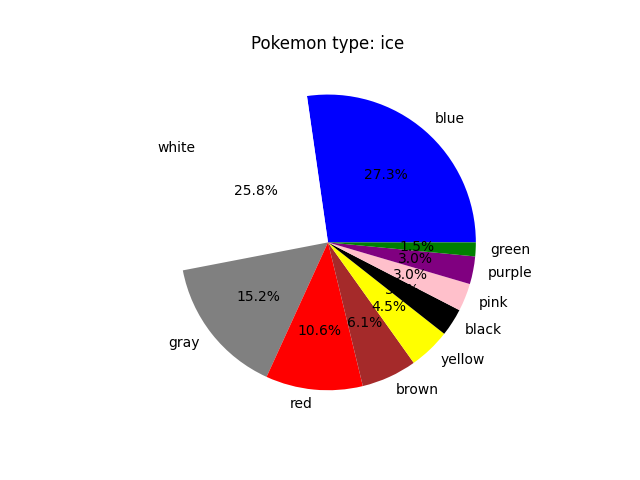 Pokemon type: ice
blue
27.3%
white
25.8%
gray
15.2%
red
10.6%
brown
6.1%
yellow
4.5%
black
pink
3.0%
purple
3.0%
green
1.5%